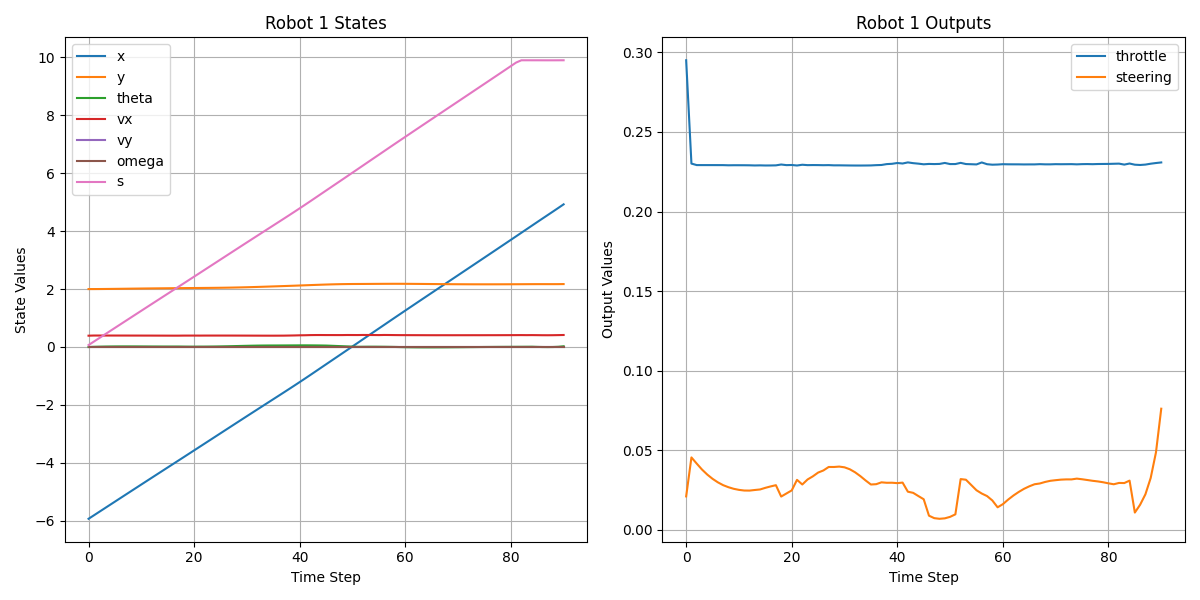 Robot 1 States
10
8
6
4
2
0
−2
−4
−6
0
20
40
60
80
State Values
Time Step
x
y
theta
vx
vy
omega
s
Robot 1 Outputs
0.30
0.25
0.20
0.15
0.10
0.05
0.00
0
20
40
60
80
Output Values
Time Step
throttle
steering